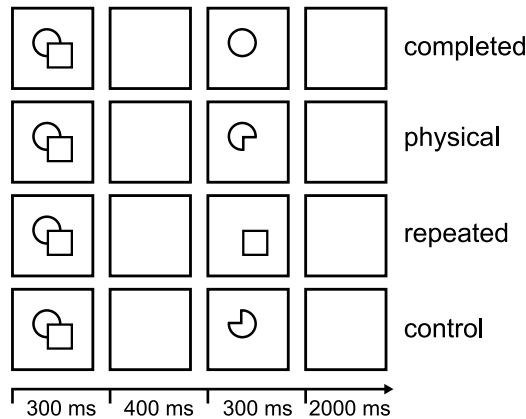 completed
physical
repeated
control
300 ms 400 ms 300 ms 2000 ms